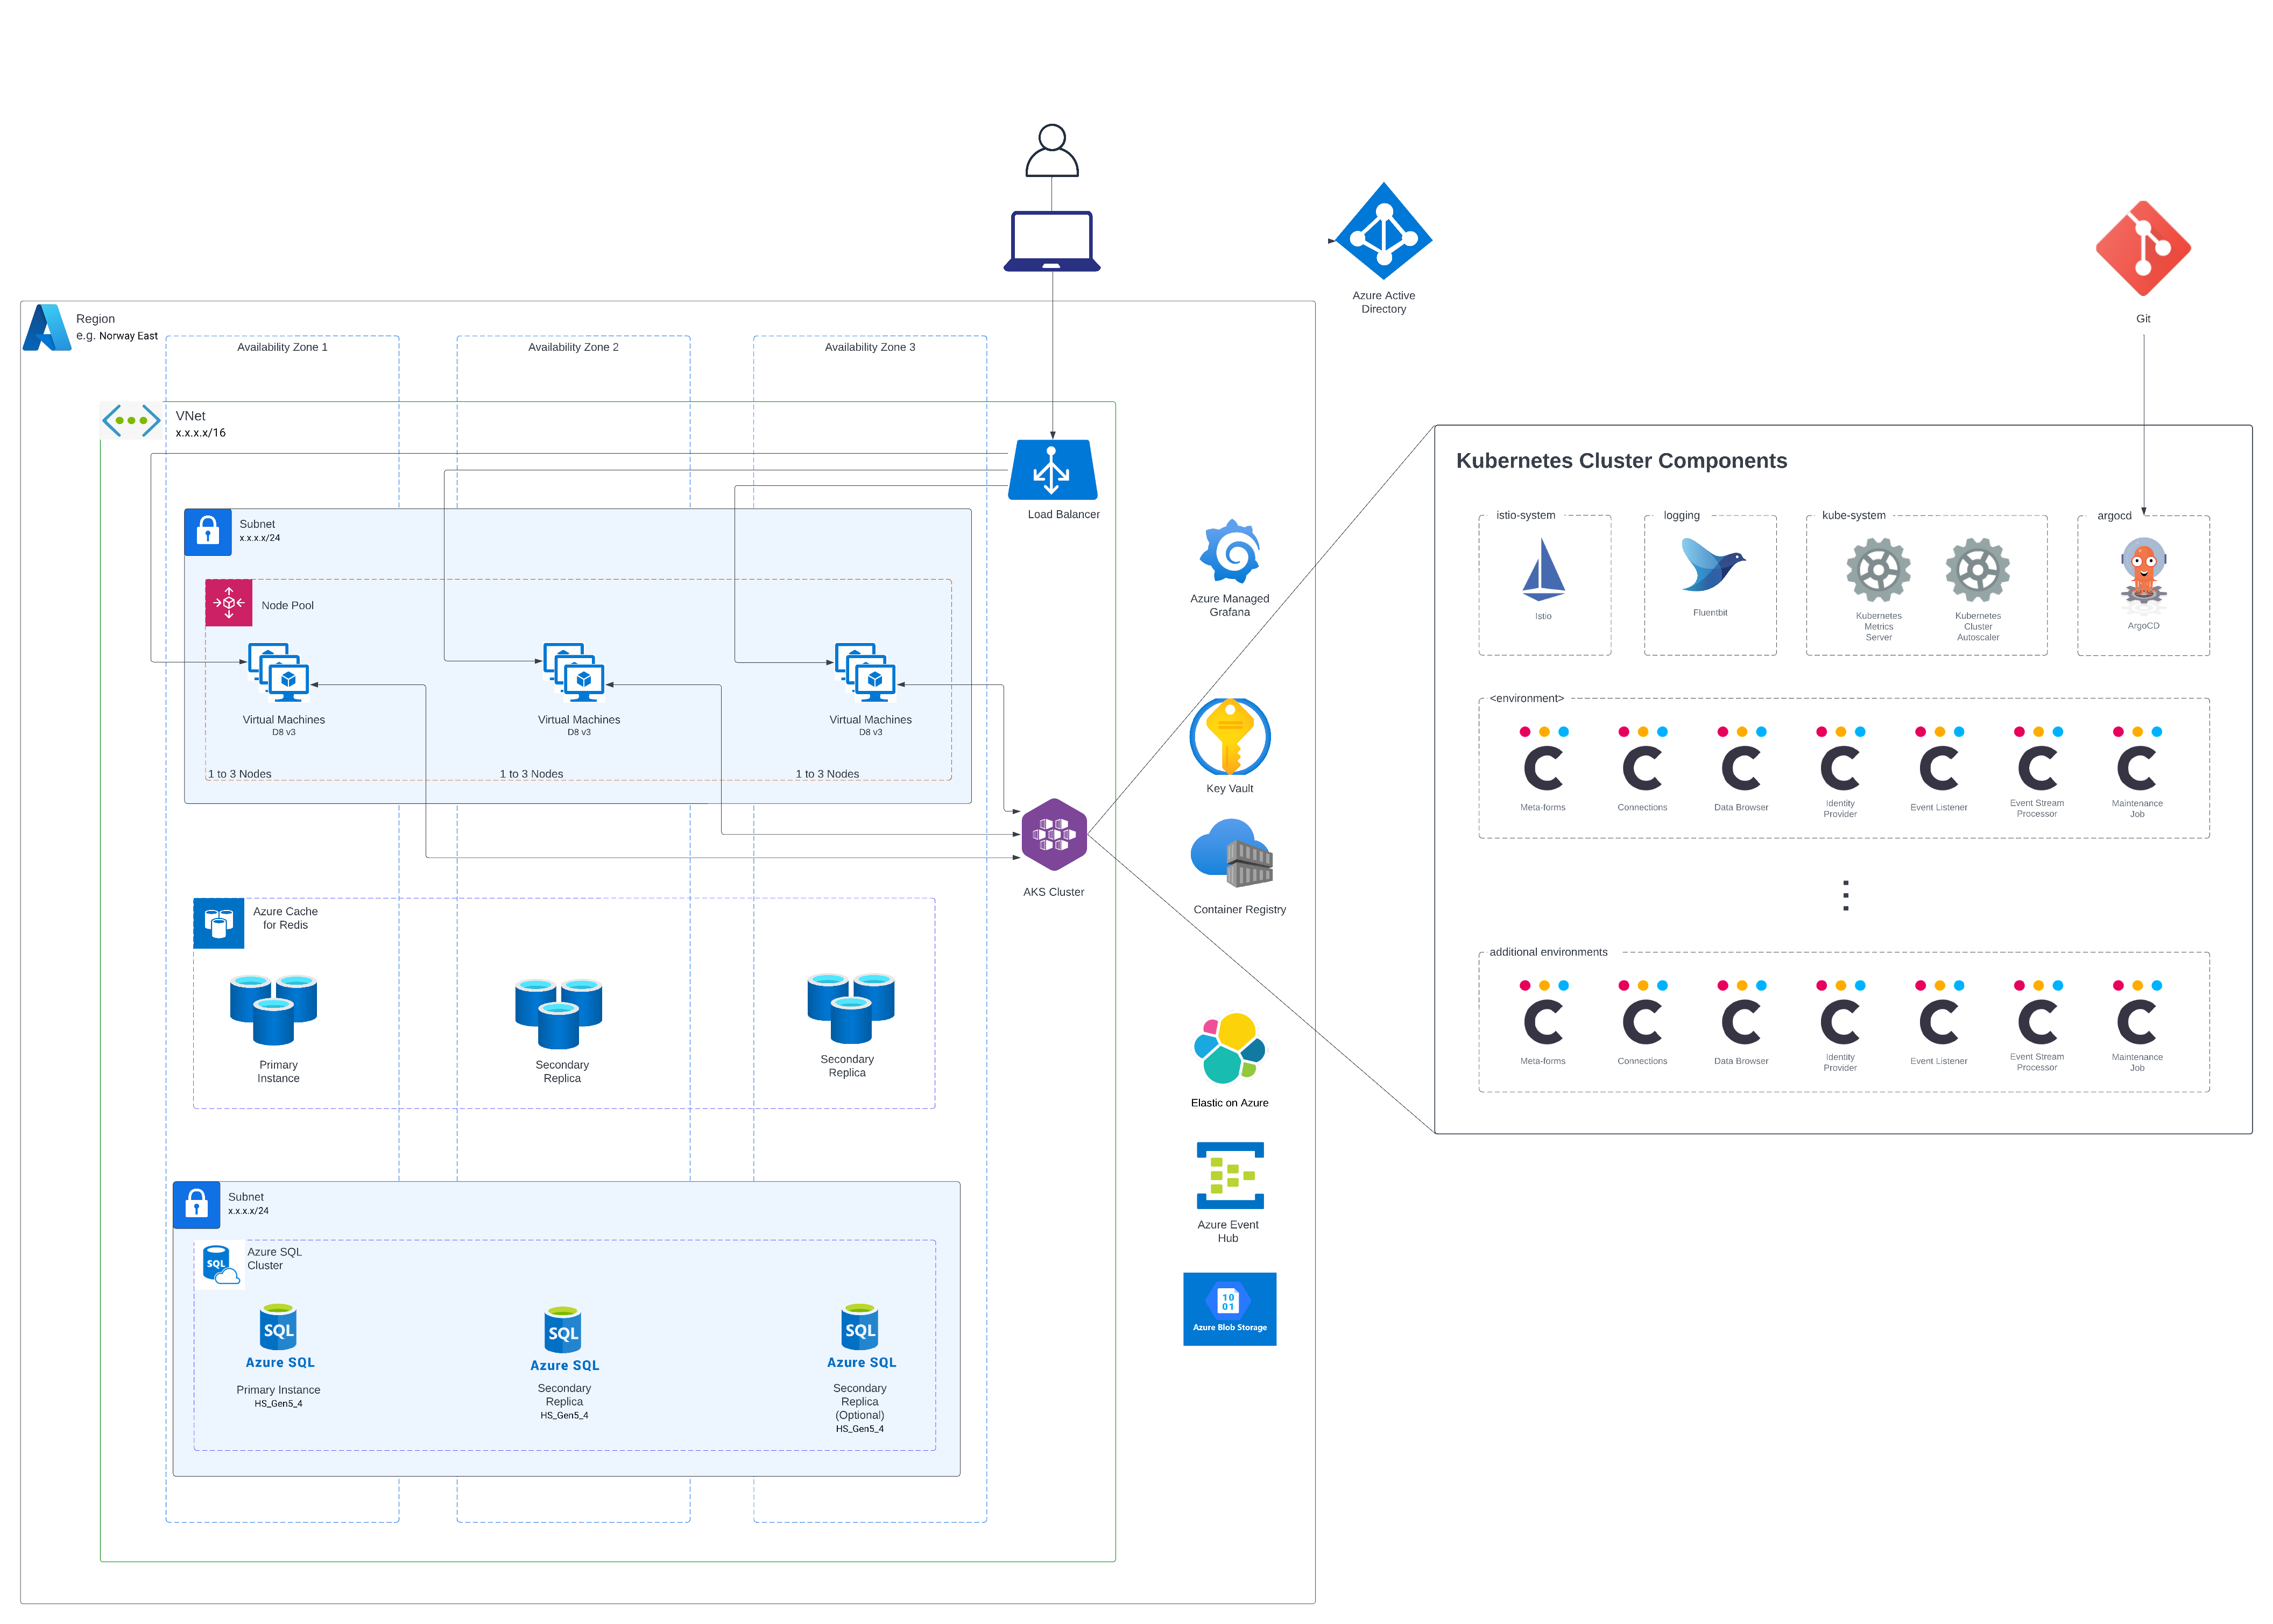 Azure Active
Directory
Git
Region
e.g. Norway East
Availability Zone 1
Availability Zone 2
Availability Zone 3
VNet
x.x.x.x/16
Load Balancer
Subnet
x.x.x.x/24
Node Pool
Virtual Machines
D8 v3
Virtual Machines
D8 v3
Virtual Machines
D8 v3
1 to 3 Nodes
1 to 3 Nodes
1 to 3 Nodes
AKS Cluster
Azure Cache
for Redis
Primary
Instance
Secondary
Replica
Secondary
Replica
Subnet
x.x.x.x/24
SQL
Azure SQL
Cluster
SQL
Azure SQL
Primary Instance
HS_Gen5_4
SQL
Azure SQL
Secondary
Replica
HS_Gen5_4
SQL
Azure SQL
Secondary
Replica
(Optional)
HS_Gen5_4
Azure Managed
Grafana
Key Vault
Container Registry
Elastic on Azure
Azure Event
Hub
10
01
Azure Blob Storage
Kubernetes Cluster Components
istio-system
Istio
logging
Fluentbit
kube-system
Kubernetes
Metrics
Server
Kubernetes
Cluster
Autoscaler
argocd
ArgoCD
<environment>
Meta-forms
Connections
Data Browser
Identity
Provider
Event Listener
Event Stream
Processor
Maintenance
Job
additional environments
Meta-forms
Connections
Data Browser
Identity
Provider
Event Listener
Event Stream
Processor
Maintenance
Job